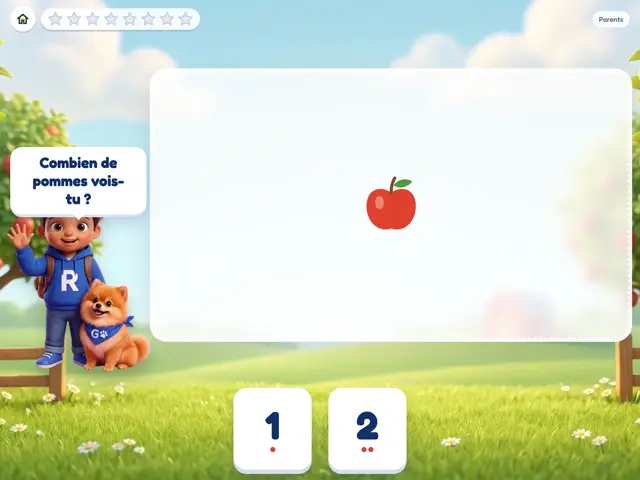 Parents
Combien de
pommes vois-
tu ?
R
G
1
2